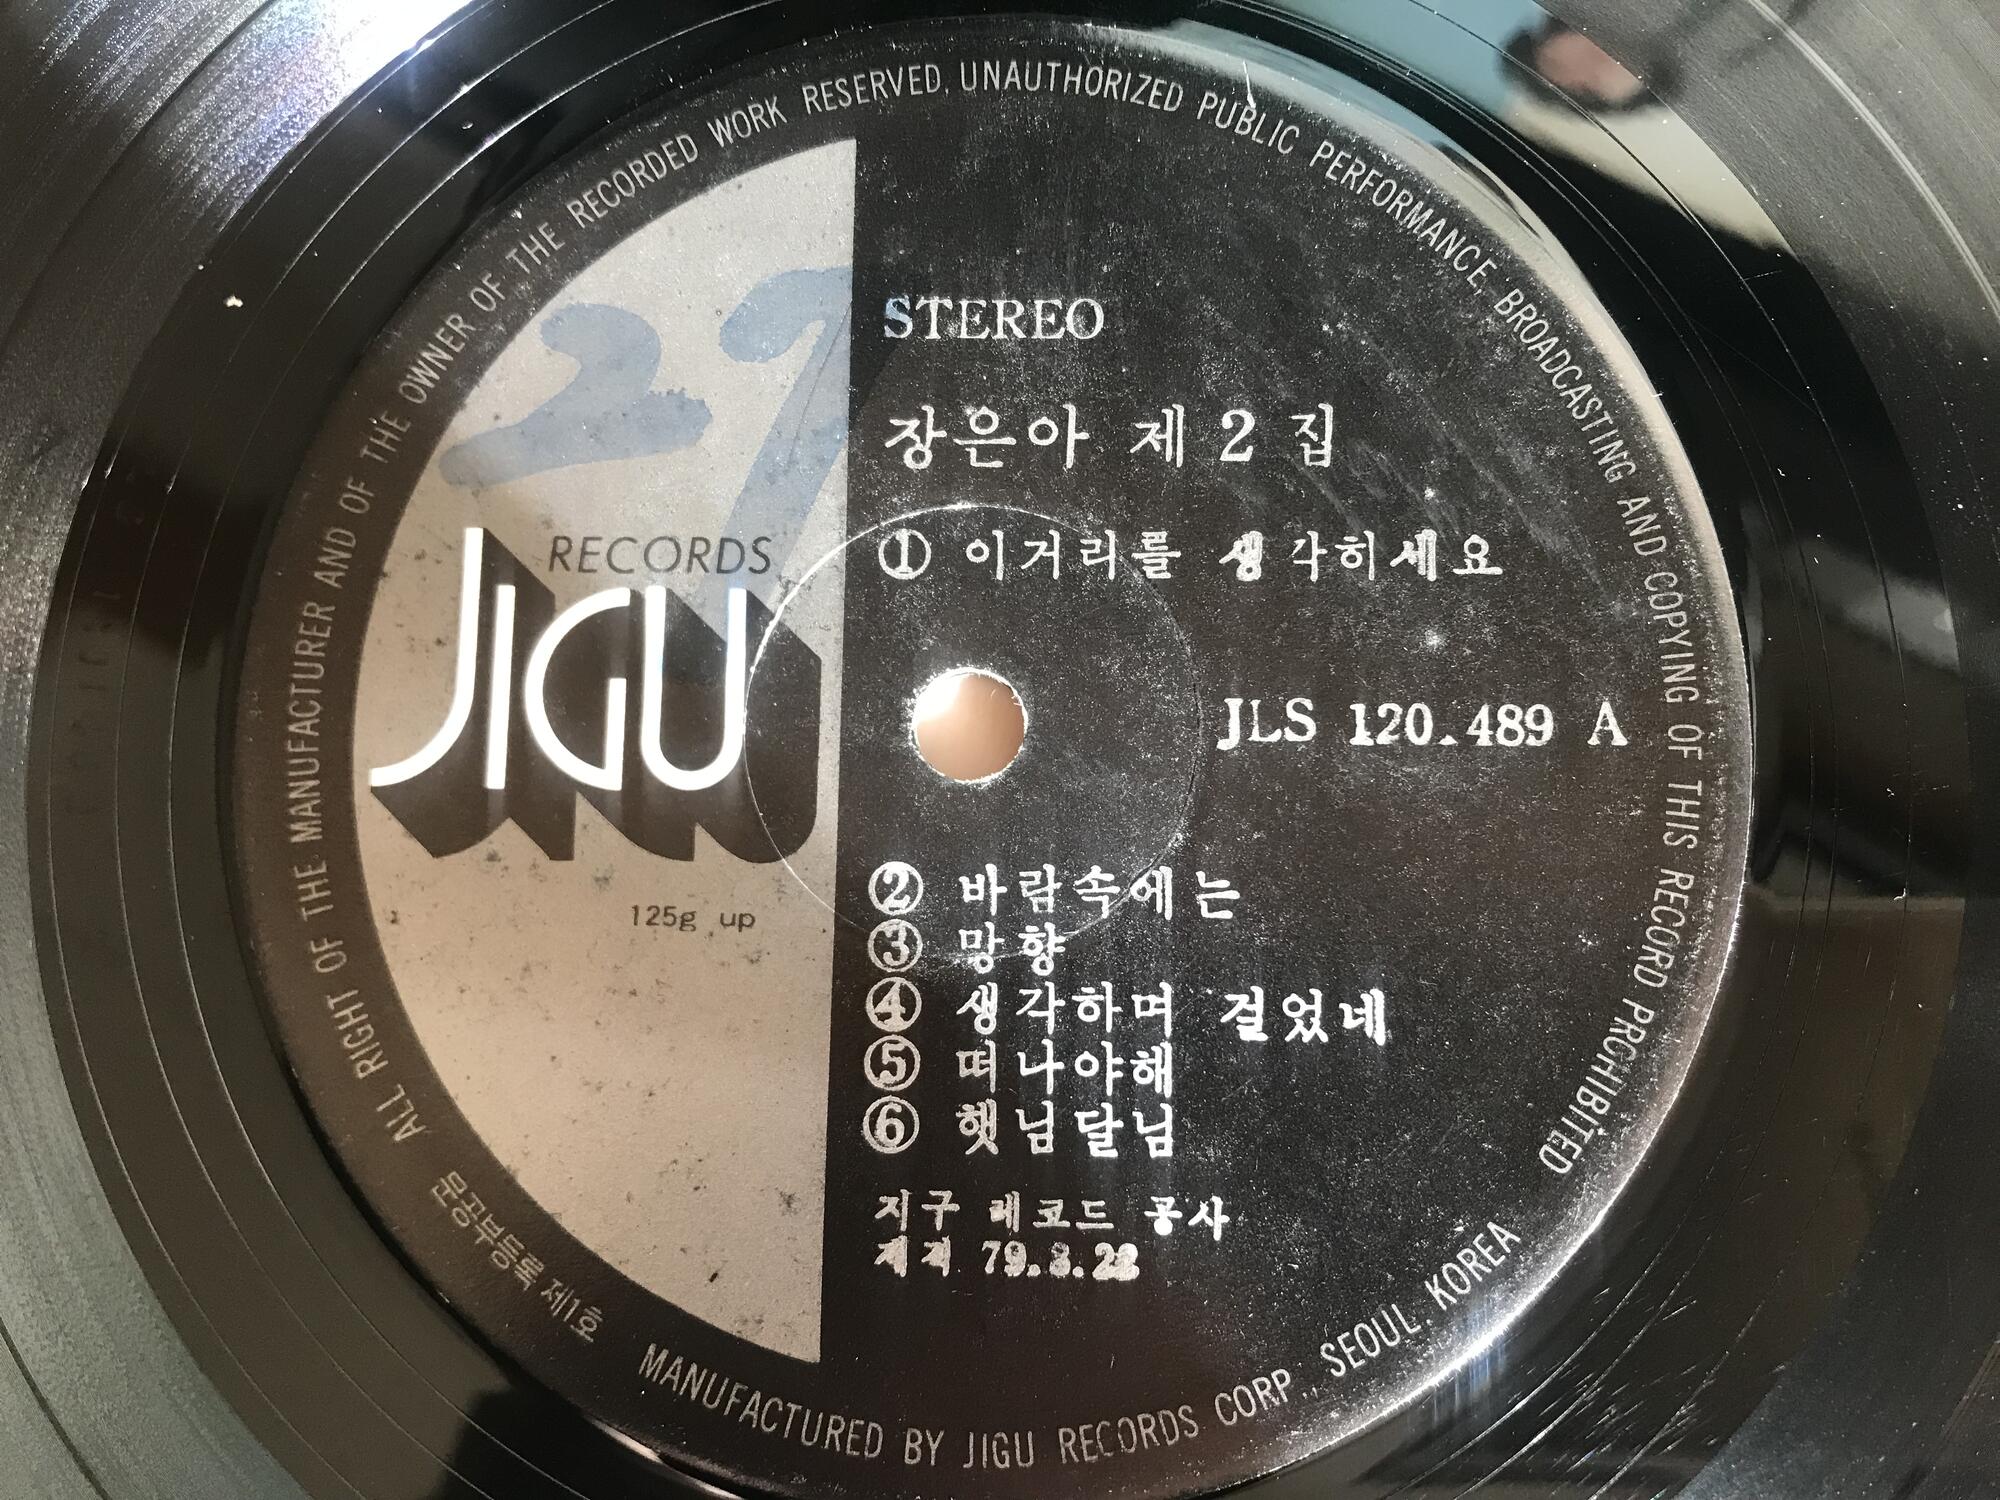 ALL RIGHT OF THE MANUFACTURER AND OF THE OWNER OF THE RECORDED WORK RESERVED. UNAUTHORIZED PUBLIC PERFORMANCE, BROADCASTING AND COPYING OF THIS RECORD PRCHIBITED
27
STEREO
장은아 제 2 집
① 이거리를 생각하세요
RECORDS
JIGU
JLS 120.489 A
125g up
② 바람속에는
③ 망향
④ 생각하며 걸었네
⑤ 떠나야해
⑥ 햇님달님
지구 레코드 공사
79.3.22
문공부등록 제1호
MANUFACTURED BY JIGU RECORDS CORP., SEOUL. KOREA